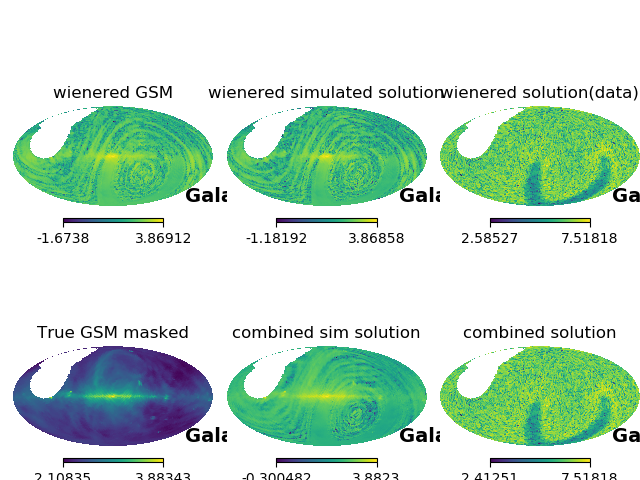 wienered GSM
wienered simulated solution
wienered solution(data)
Gala
Gala
Ga
-1.6738 3.86912
-1.18192 3.86858
2.58527 7.51818
True GSM masked
combined sim solution
combined solution
Gala
Gala
Ga
2.10835 3.88343
-0.300482 3.8823
2.41251 7.51818